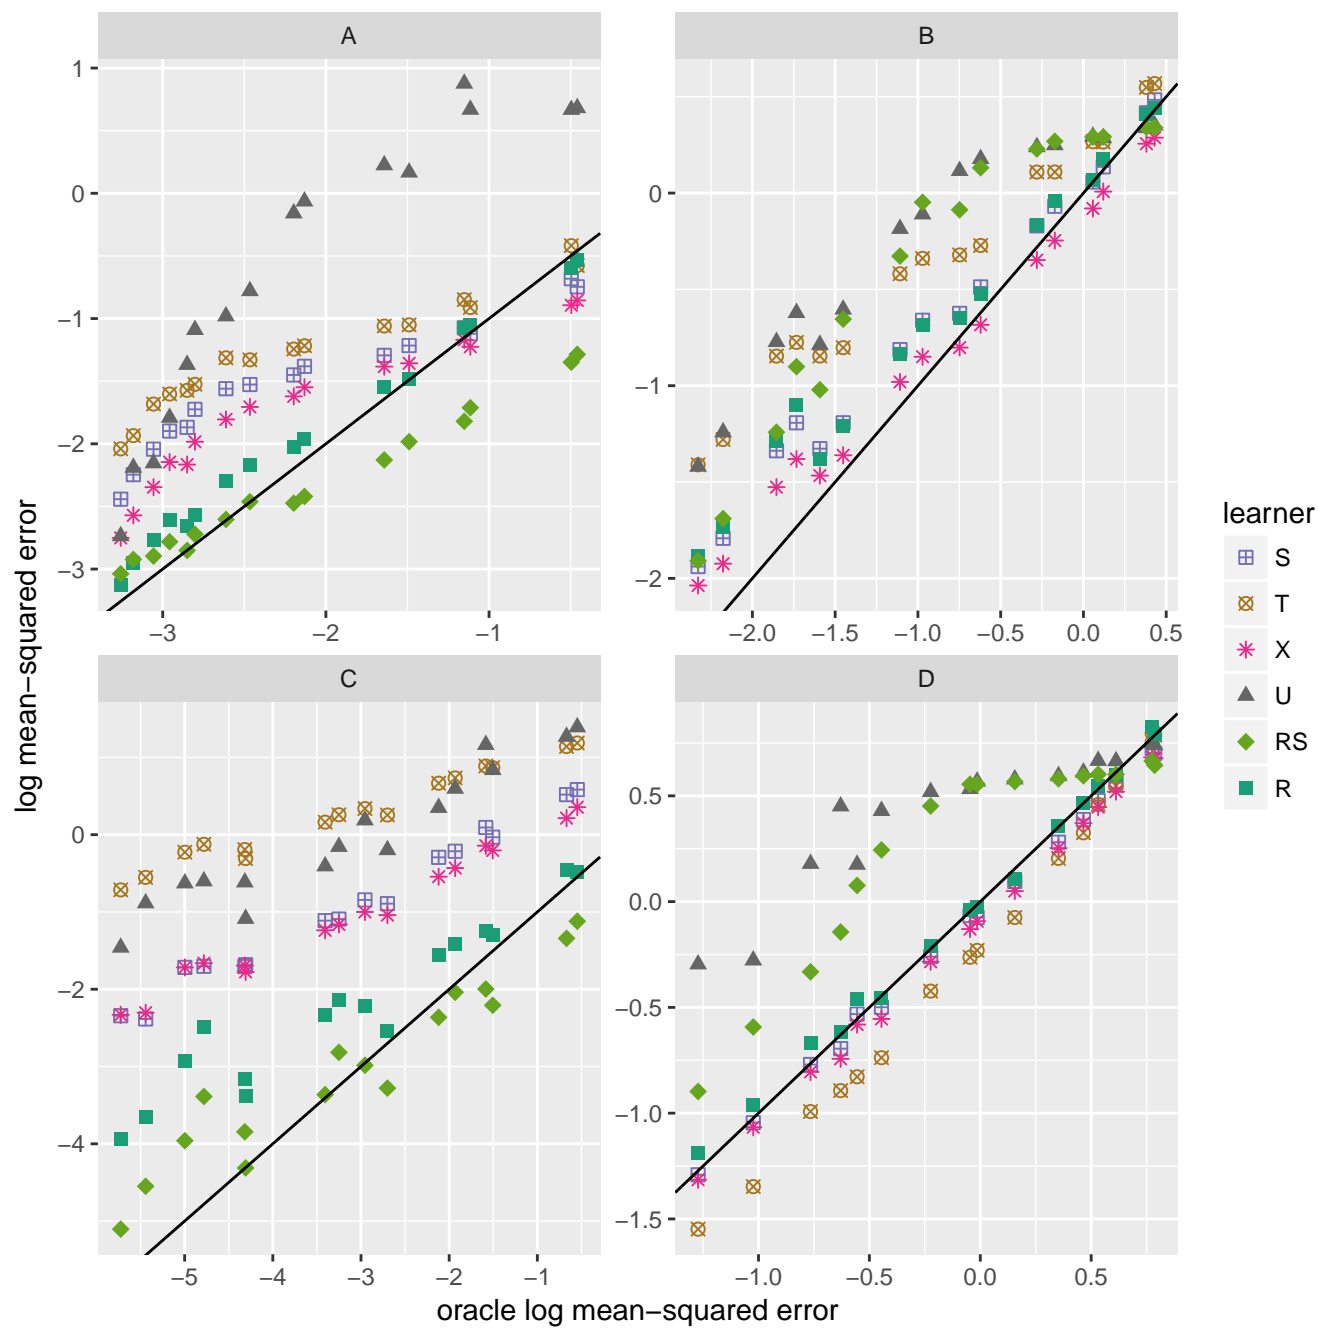 A
B
1
0
−1
−2
−3
0
−1
−2
−3 −2 −1
−2.0 −1.5 −1.0 −0.5 0.0 0.5
C
D
0
−2
−4
0.5
0.0
−0.5
−1.0
−1.5
−5 −4 −3 −2 −1
−1.0 −0.5 0.0 0.5
oracle log mean−squared error
log mean−squared error
learner
S
T
X
U
RS
R